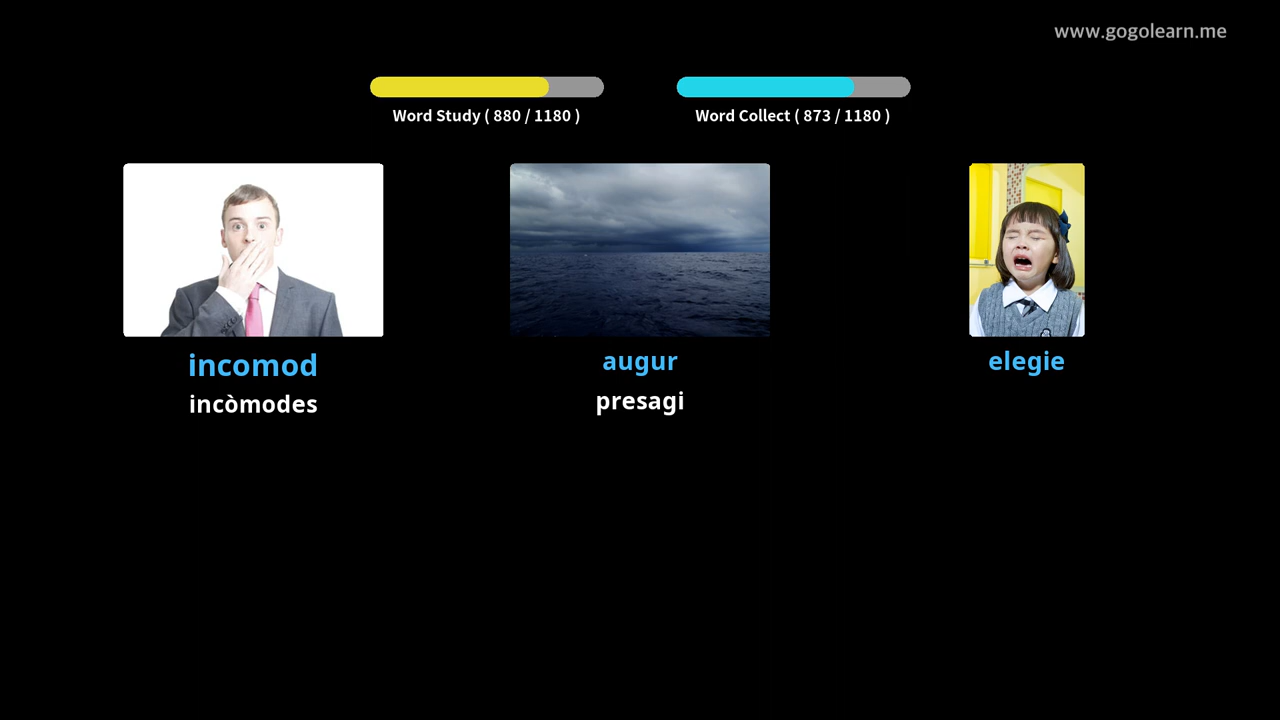 www.gogolearn.me
Word Study ( 880 / 1180 )
Word Collect ( 873 / 1180 )
incomod
incòmodes
augur
presagi
elegie